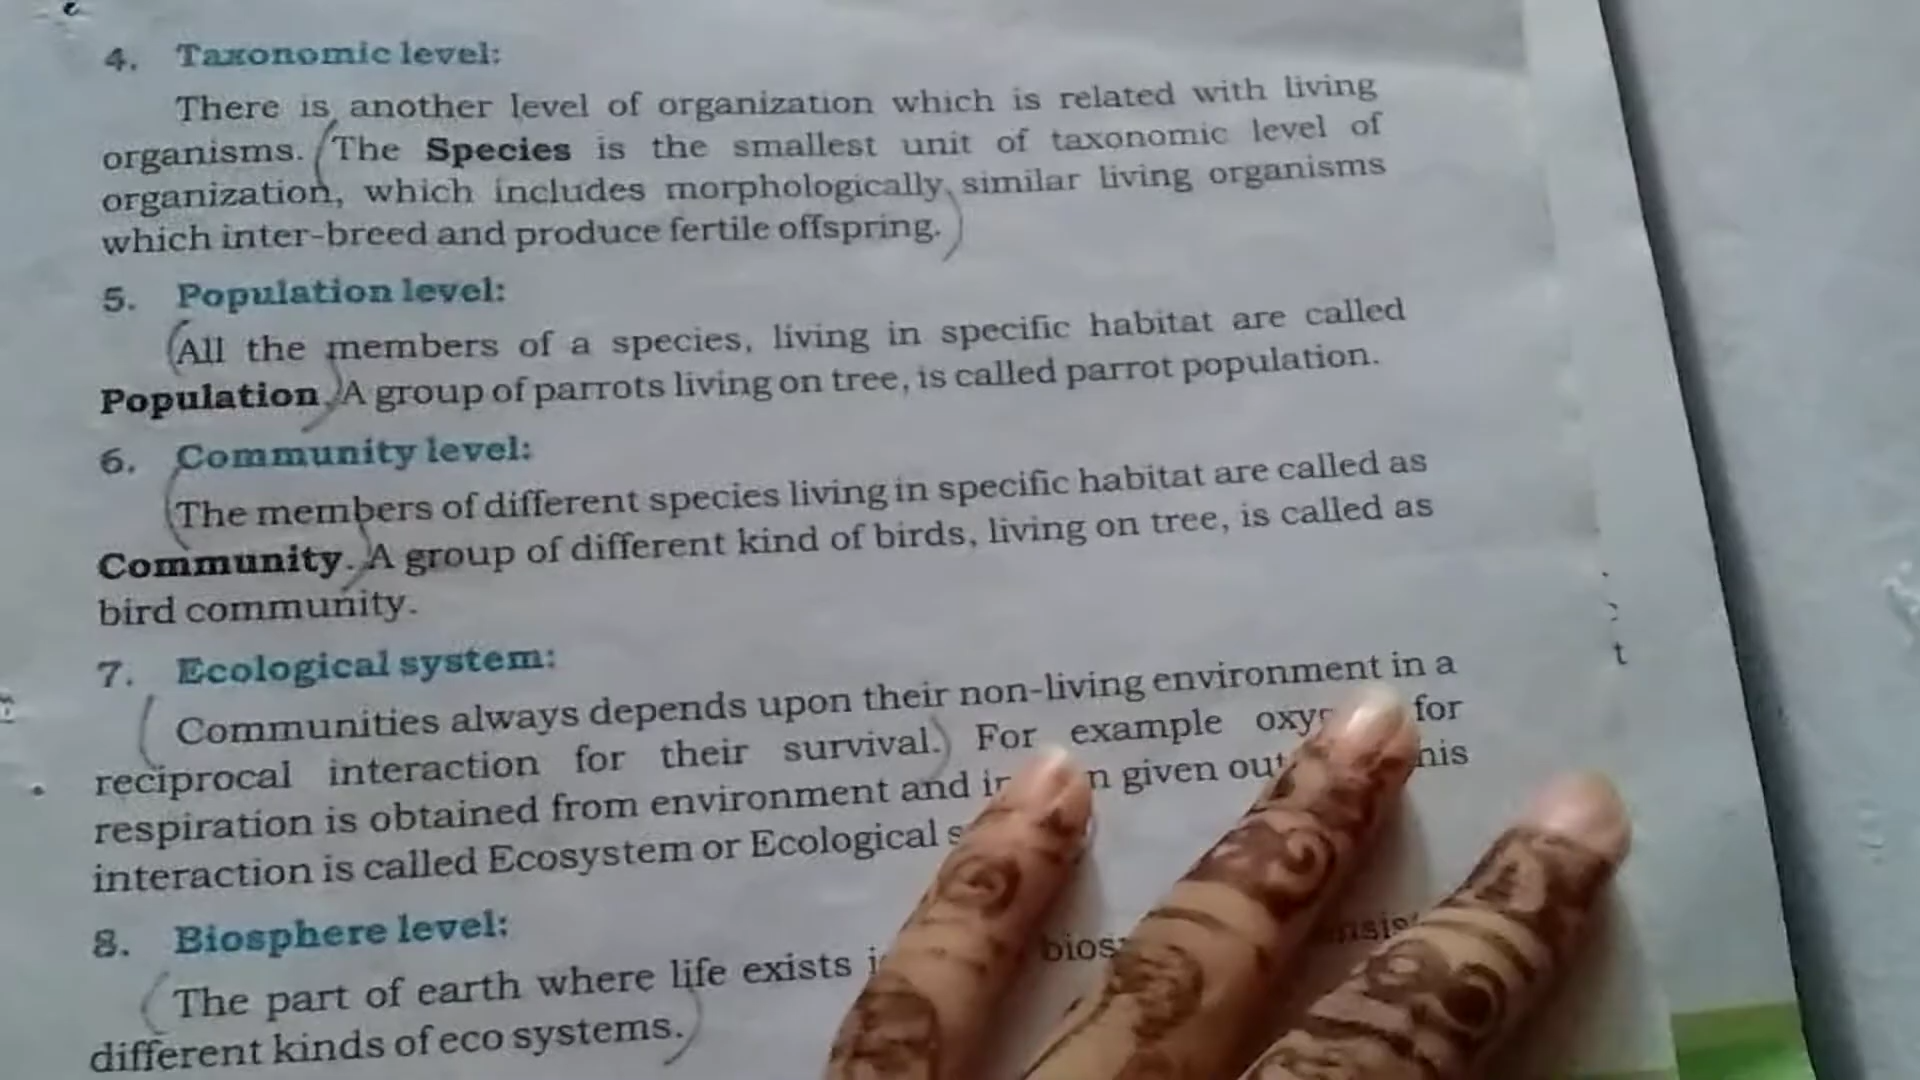 4. Taxonomic level:
There is another level of organization which is related with living
organisms. (The Species is the smallest unit of taxonomic level of
organization, which includes morphologically similar living organisms
which inter-breed and produce fertile offspring.)
5. Population level:
(All the members of a species, living in specific habitat are called
Population.) A group of parrots living on tree, is called parrot population.
6. Community level:
(The members of different species living in specific habitat are called as
Community.) A group of different kind of birds, living on tree, is called as
bird community.
7. Ecological system:
(Communities always depends upon their non-living environment in a
reciprocal interaction for their survival.) For example for
respiration is obtained from environment and given
interaction is called Ecosystem or Ecological
8. Biosphere level:
(The part of earth where life exists
different kinds of eco systems.)
t